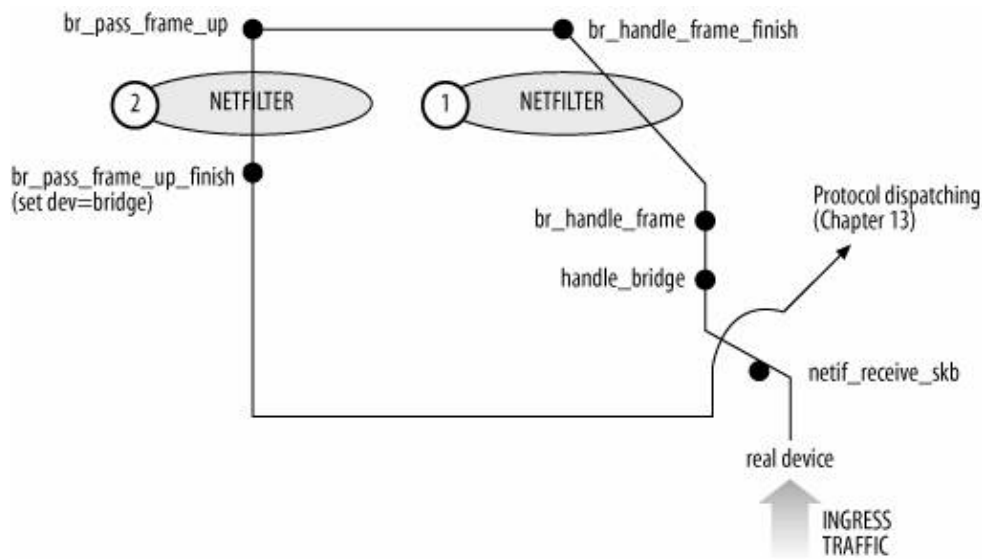 br_pass_frame_up
br_handle_frame_finish
2
NETFILTER
1
NETFILTER
br_pass_frame_up_finish
(set dev=bridge)
Protocol dispatching
(Chapter 13)
br_handle_frame
handle_bridge
netif_receive_skb
real device
INGRESS
TRAFFIC